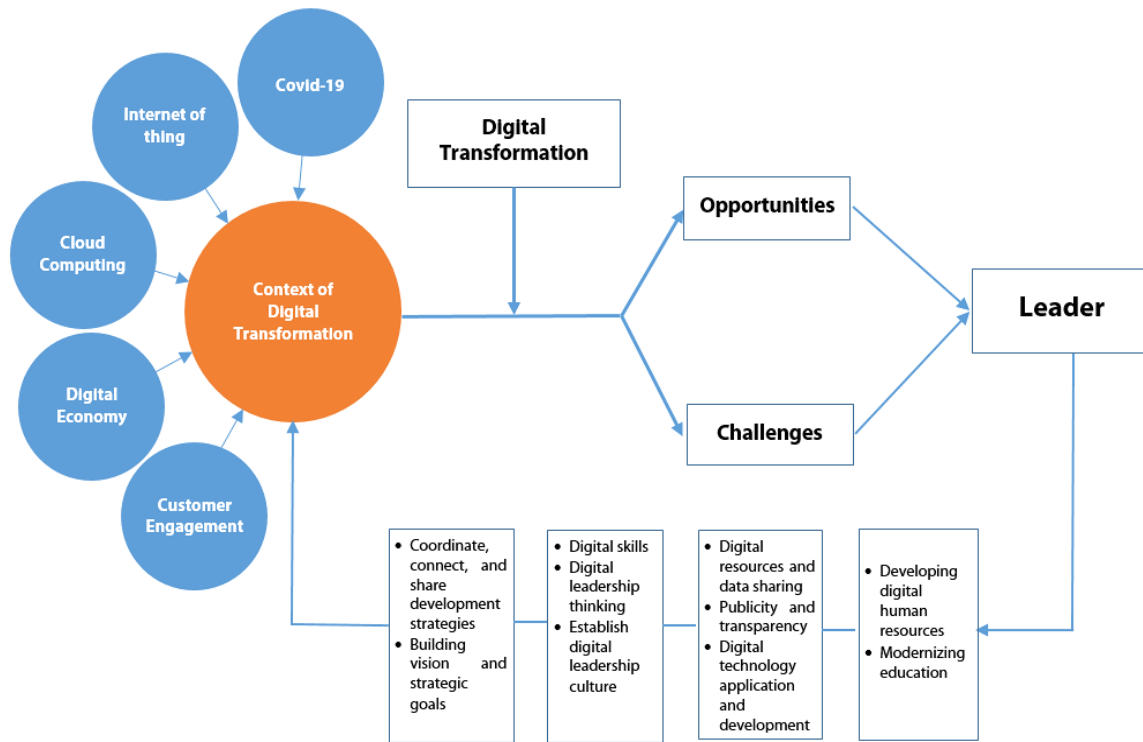 Covid-19
Internet of
thing
Cloud
Computing
Digital
Economy
Customer
Engagement
Context of
Digital
Transformation
Digital
Transformation
Opportunities
Challenges
Leader
• Coordinate,
connect, and
share
development
strategies
• Building
vision and
strategic
goals
• Digital skills
• Digital
leadership
thinking
• Establish
digital
leadership
culture
• Digital
resources and
data sharing
• Publicity and
transparency
• Digital
technology
application
and
development
• Developing
digital
human
resources
• Modernizing
education